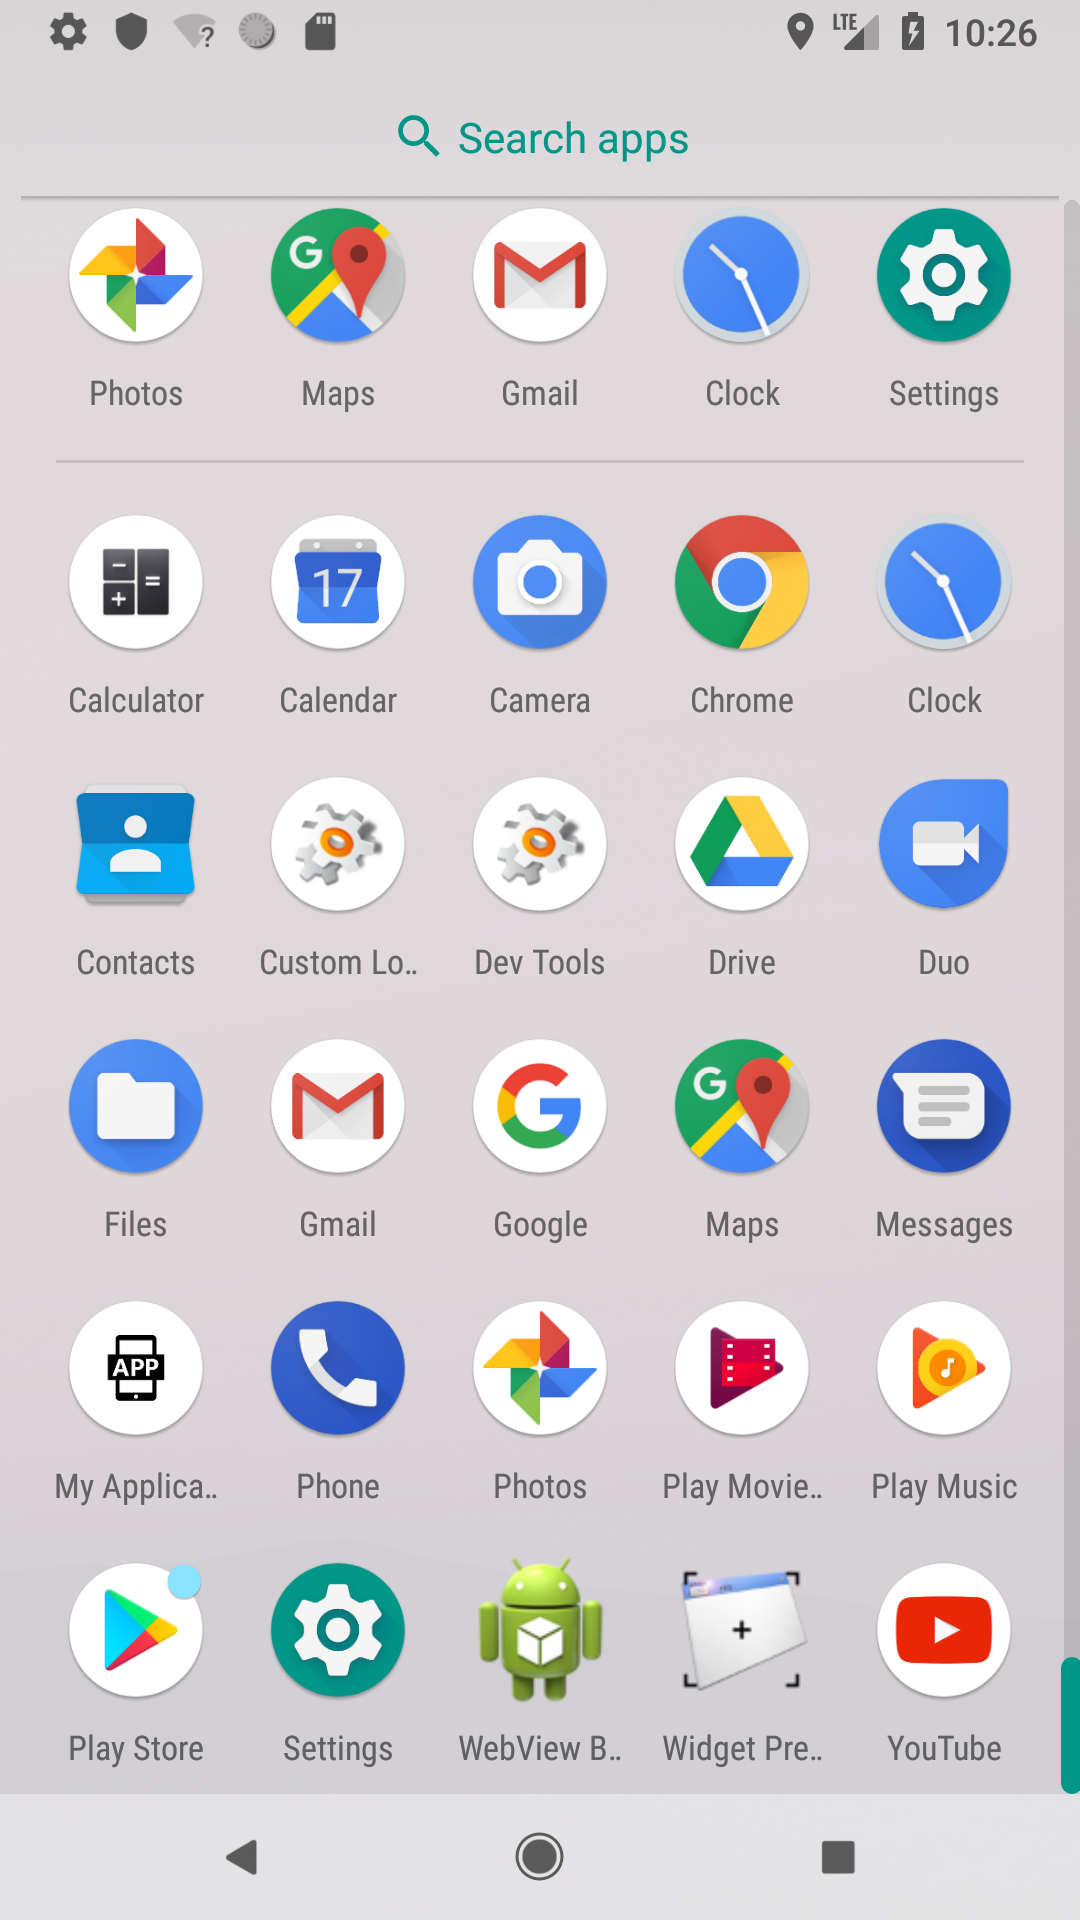 LTE 10:26
Search apps
Photos Maps Gmail Clock Settings
17
Calculator Calendar Camera Chrome Clock
Contacts Custom Lo.. Dev Tools Drive Duo
Files Gmail Google Maps Messages
APP
My Applica.. Phone Photos Play Movie.. Play Music
Play Store Settings WebView B.. Widget Pre.. YouTube